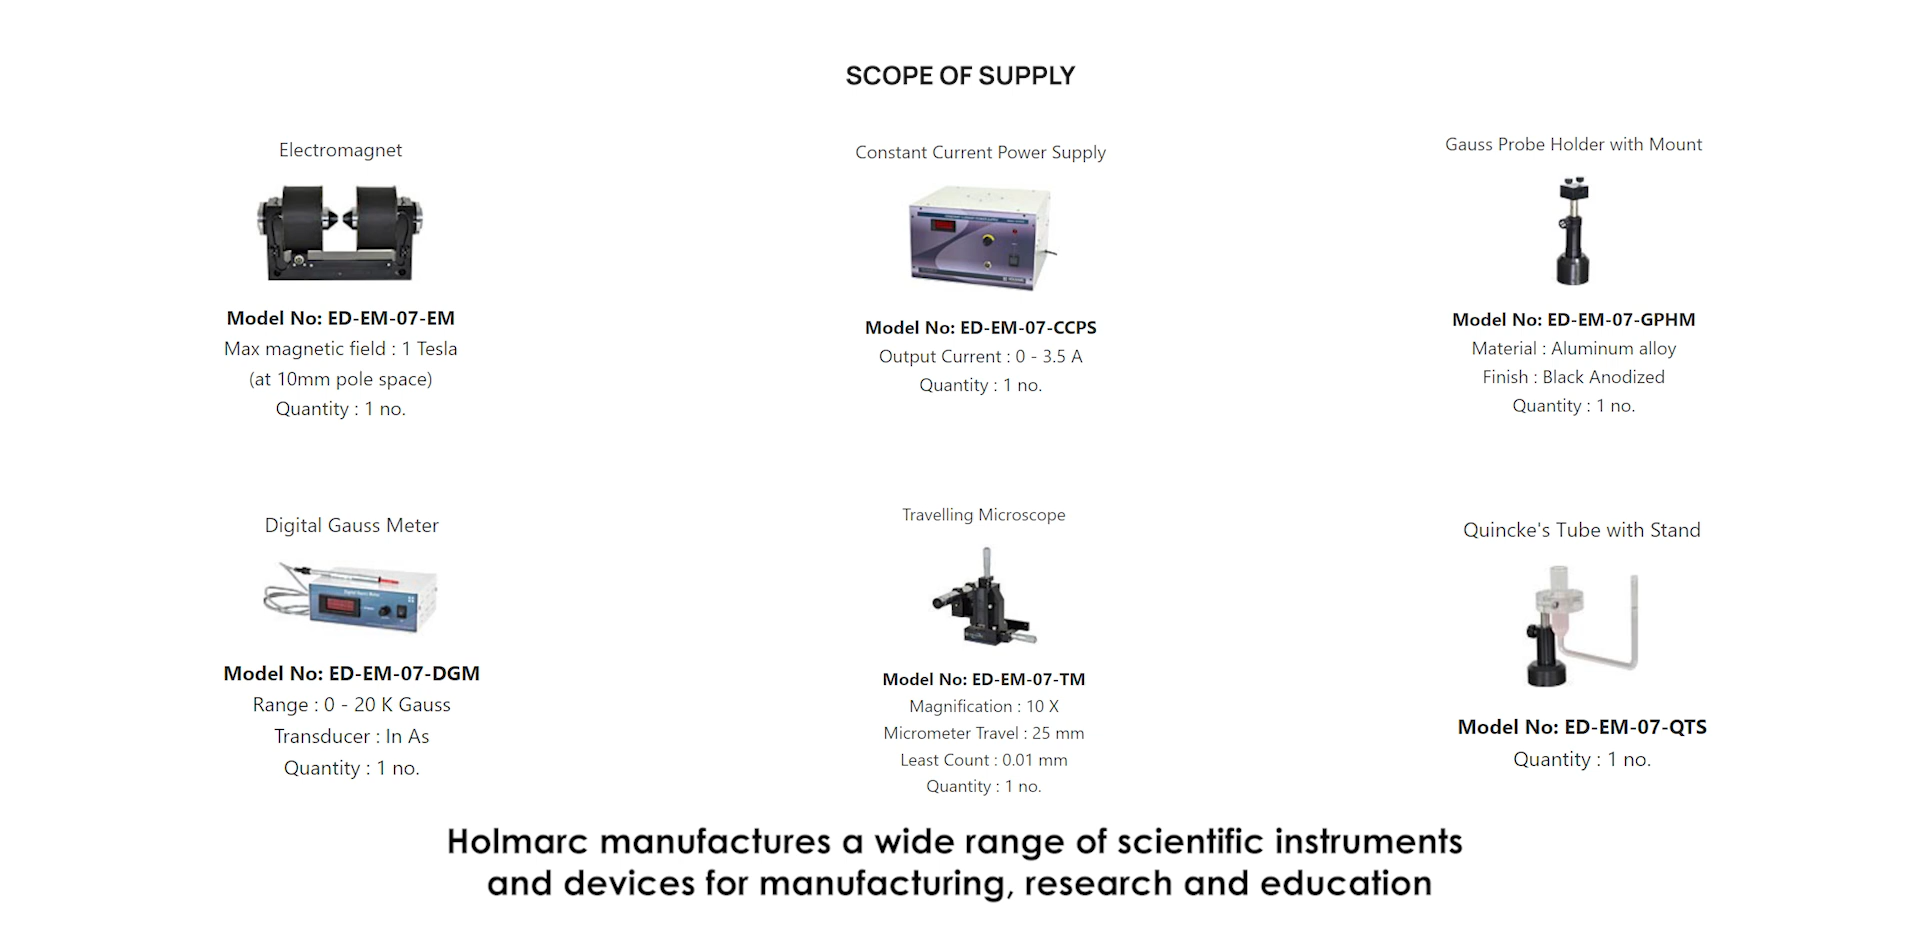 SCOPE OF SUPPLY
Electromagnet
Model No: ED-EM-07-EM
Max magnetic field : 1 Tesla
(at 10mm pole space)
Quantity : 1 no.
Constant Current Power Supply
Model No: ED-EM-07-CCPS
Output Current : 0 - 3.5 A
Quantity : 1 no.
Gauss Probe Holder with Mount
Model No: ED-EM-07-GPHM
Material : Aluminum alloy
Finish : Black Anodized
Quantity : 1 no.
Digital Gauss Meter
Digital Gauss Meter
Model No: ED-EM-07-DGM
Range : 0 - 20 K Gauss
Transducer : In As
Quantity : 1 no.
Travelling Microscope
Model No: ED-EM-07-TM
Magnification : 10 X
Micrometer Travel : 25 mm
Least Count : 0.01 mm
Quantity : 1 no.
Quincke's Tube with Stand
Model No: ED-EM-07-QTS
Quantity : 1 no.
Holmarc manufactures a wide range of scientific instruments
and devices for manufacturing, research and education